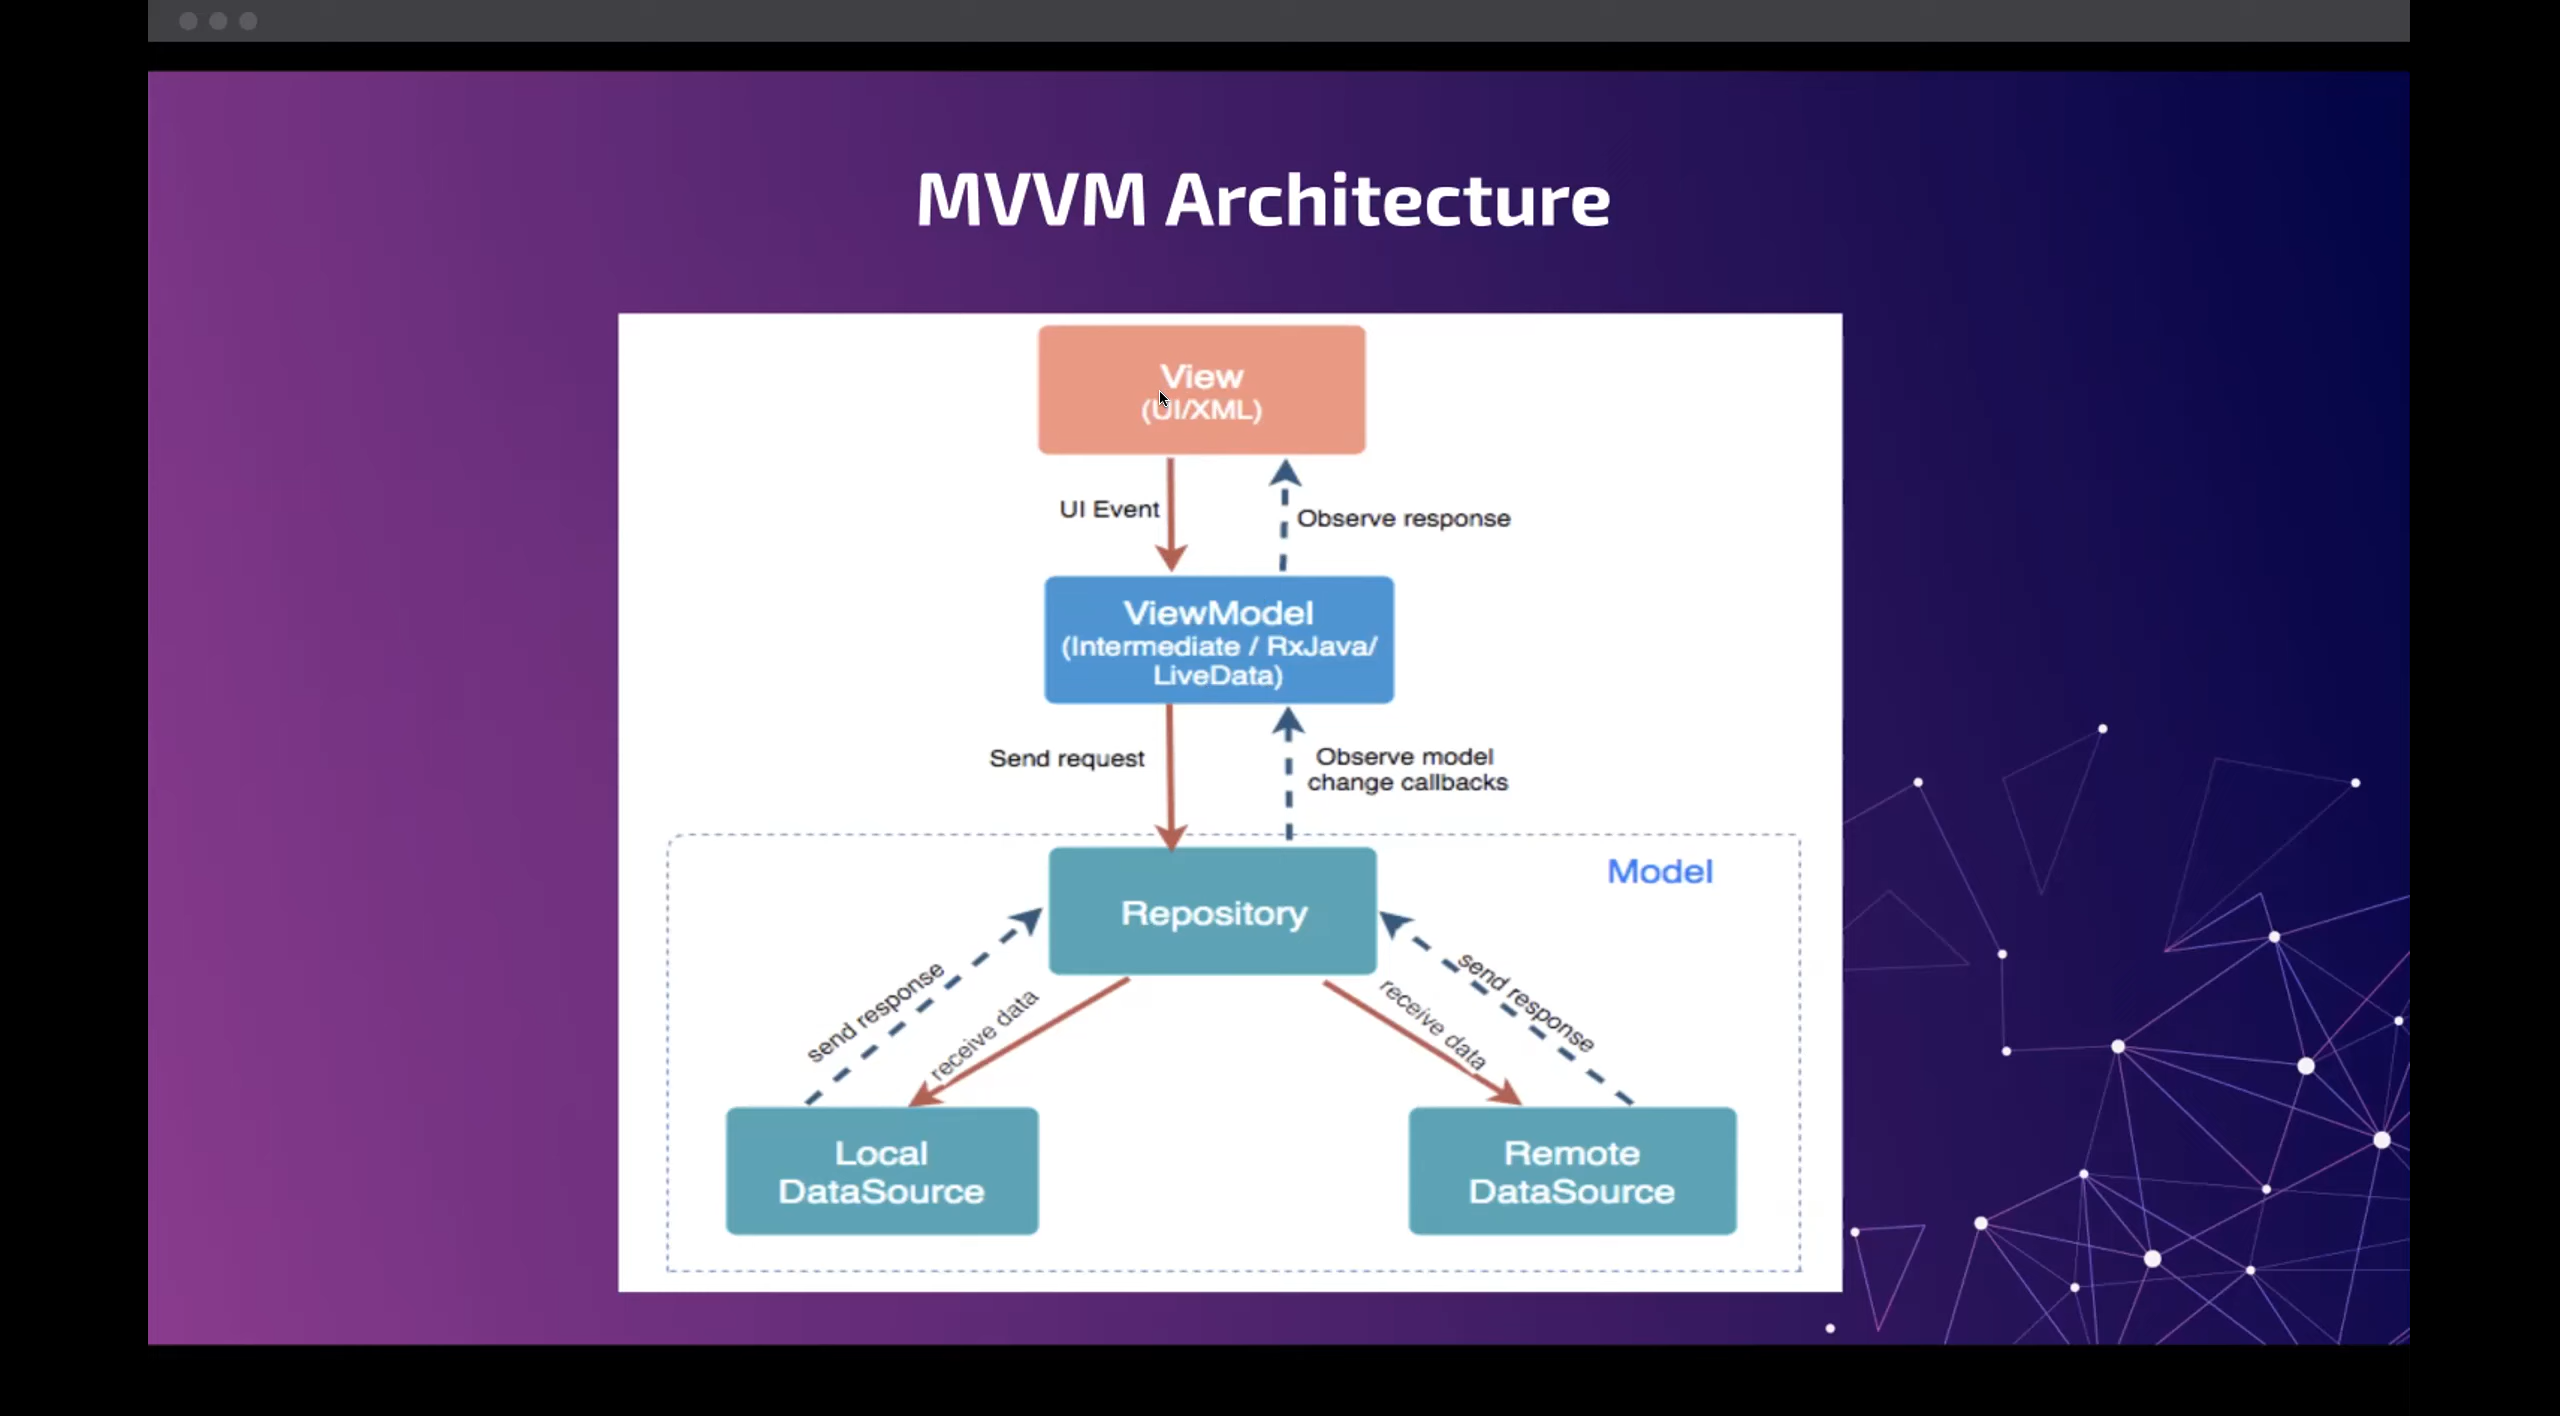 MVVM Architecture
View
(UI/XML)
UI Event
Observe response
ViewModel
(Intermediate / RxJava/
LiveData)
Send request
Observe model
change callbacks
Model
Repository
send response
receive data
receive data
send response
Local
DataSource
Remote
DataSource